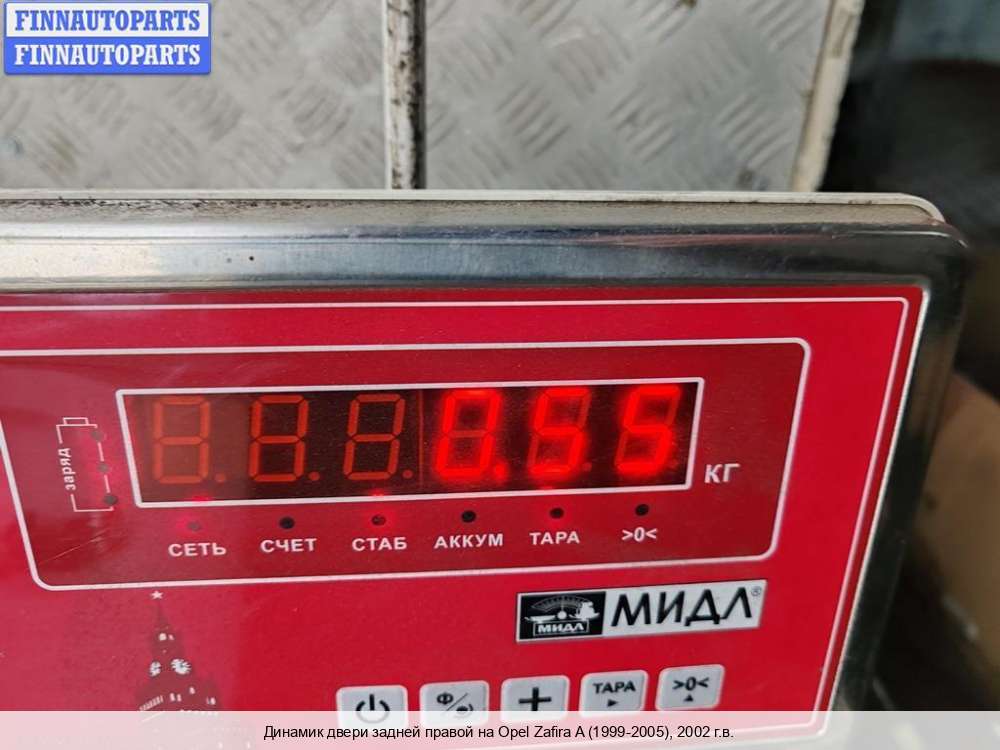 FINNAUTOPARTS
FINNAUTOPARTS
заряд
0.55
КГ
СЕТЬ СЧЕТ СТАБ АККУМ ТАРА >0<
МИДЛ МИДЛ®
Ф
+ ТАРА >0<
Динамик двери задней правой на Opel Zafira A (1999-2005), 2002 г.в.